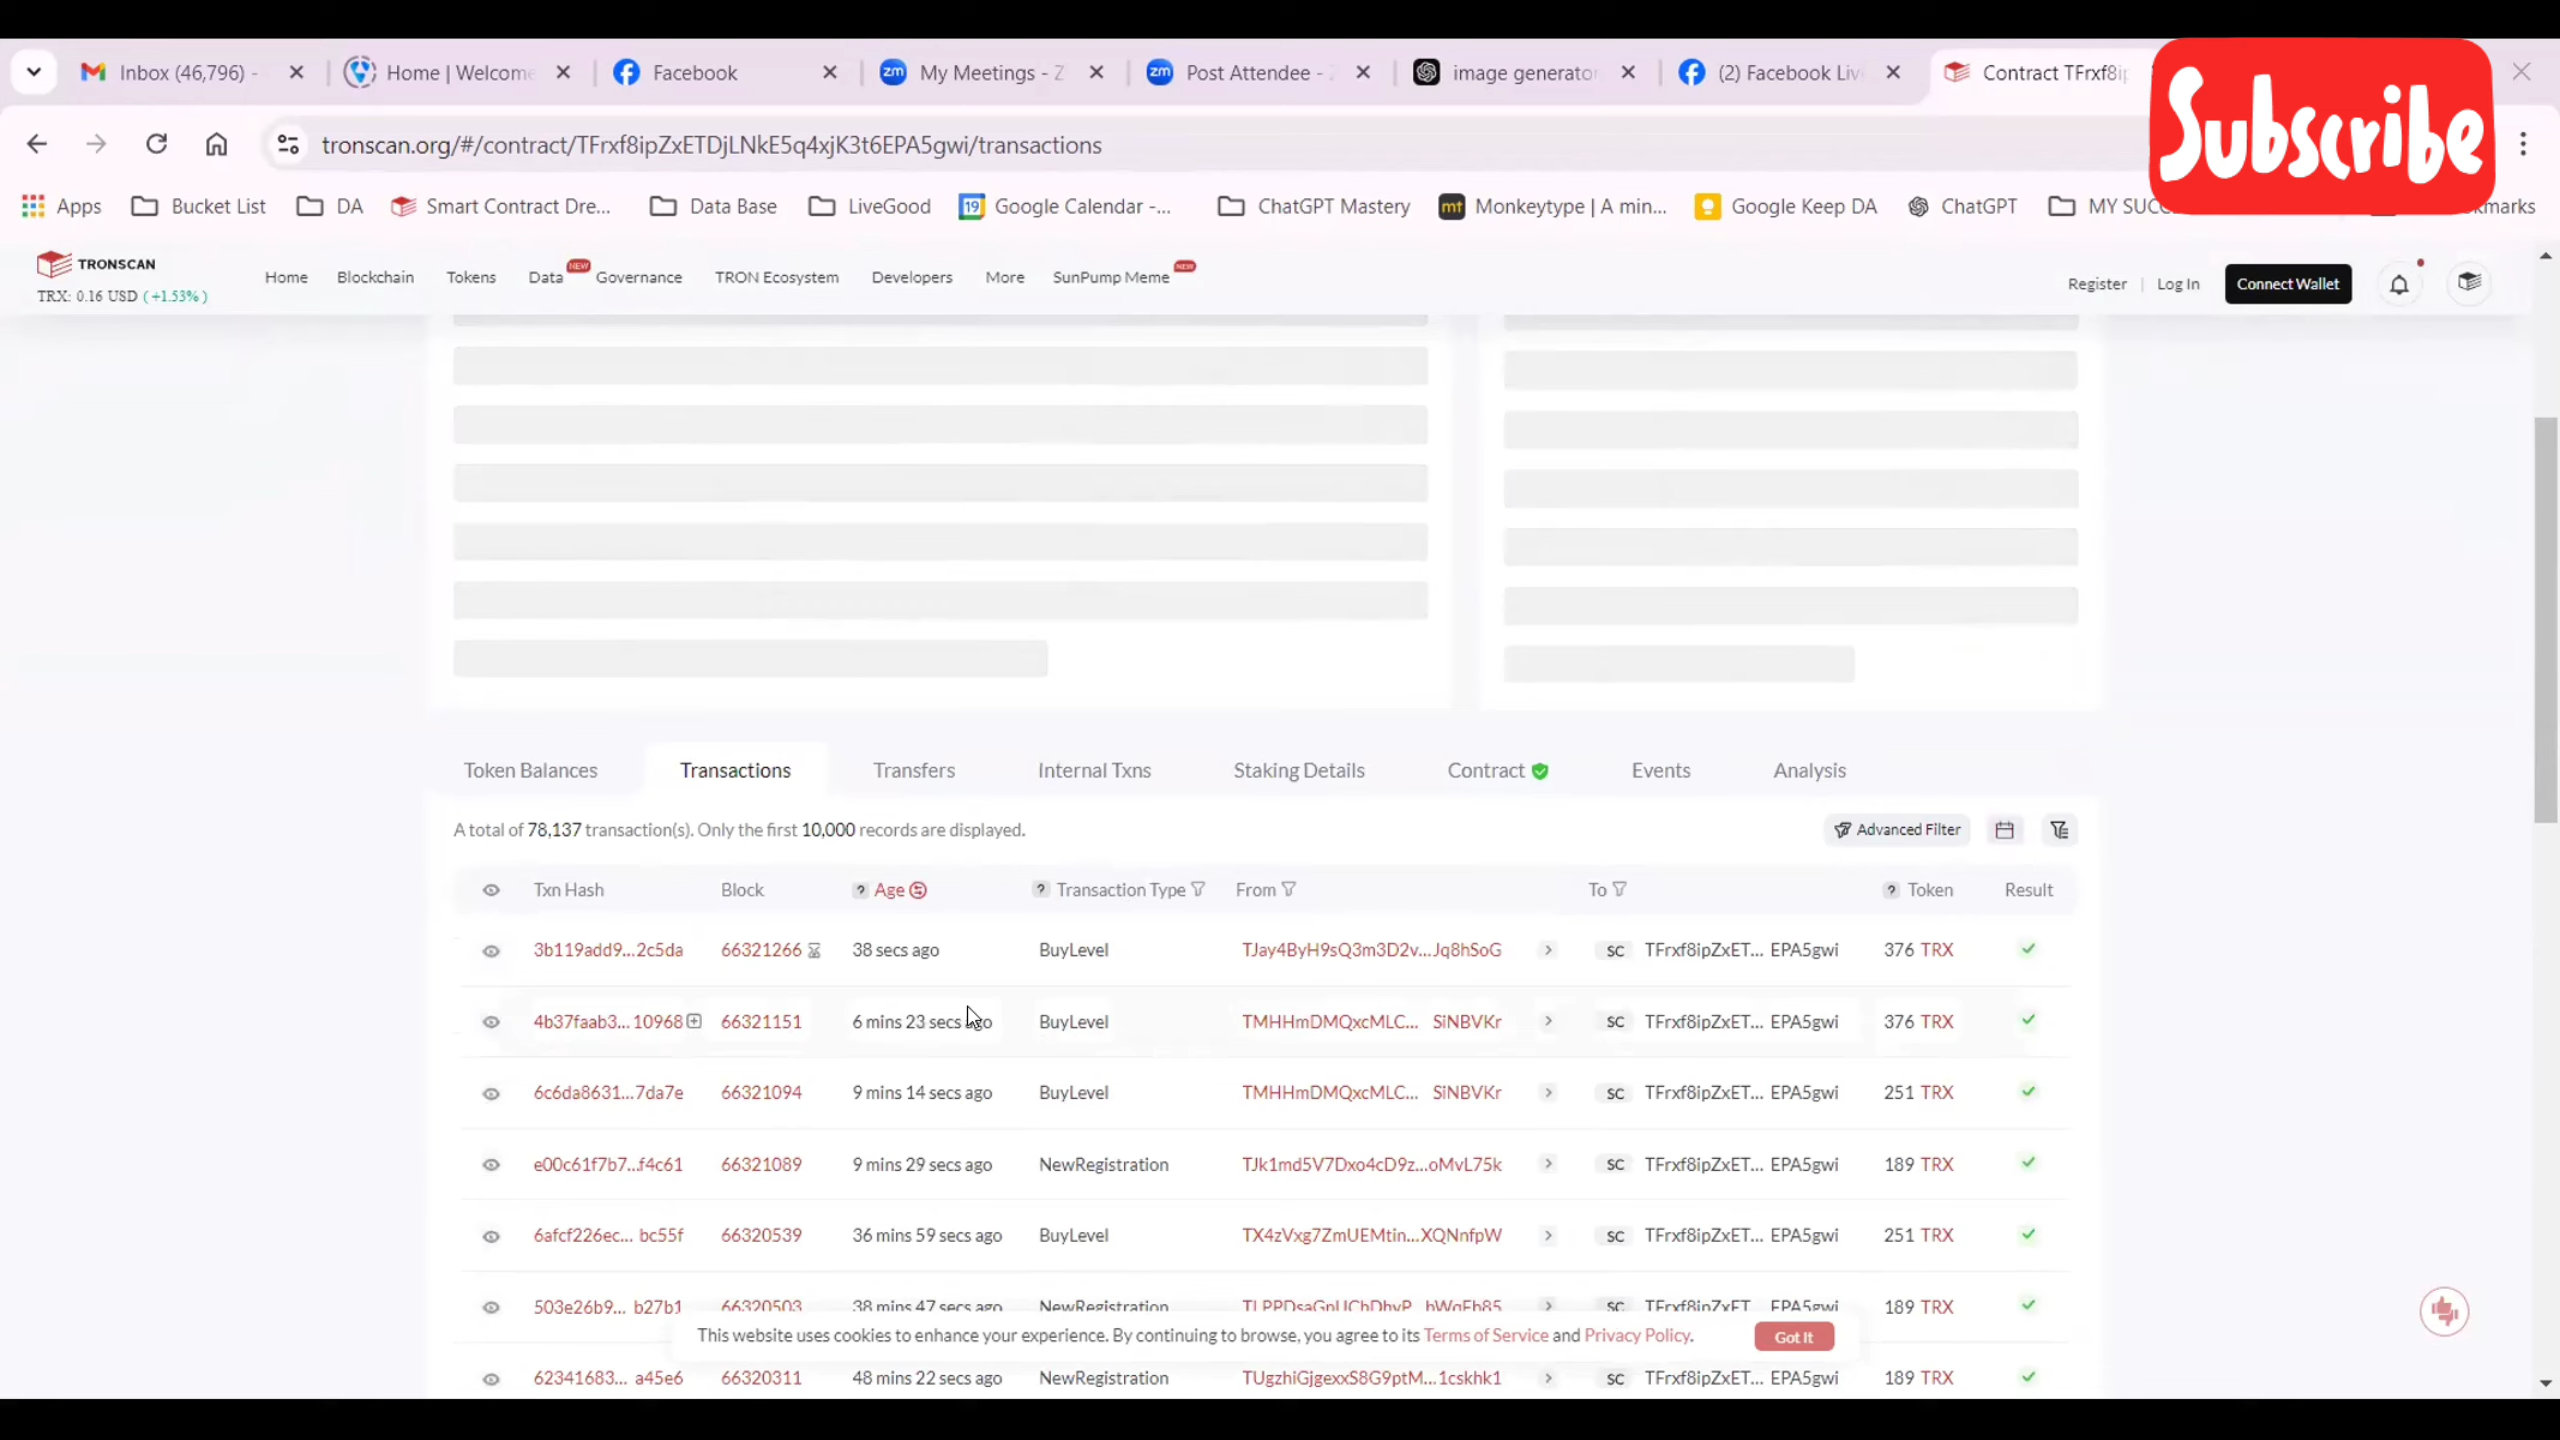 Inbox (46,796) -
Home | Welcome
Facebook
My Meetings - Z
Post Attendee -
image generator
(2) Facebook Liv
Contract TFrxf8ip
Subscribe
tronscan.org/#/contract/TFrxf8ipZxETDjLNkE5q4xjK3t6EPA5gwi/transactions
Apps
Bucket List
DA
Smart Contract Dre...
Data Base
LiveGood
19
Google Calendar -...
ChatGPT Mastery
mt
Monkeytype | A min...
Google Keep DA
ChatGPT
MY SUC
kmarks
TRONSCAN
TRX: 0.16 USD ( +1.53% )
Home
Blockchain
Tokens
Data NEW
Governance
TRON Ecosystem
Developers
More
SunPump Meme NEW
Register | Log In
Connect Wallet
Token Balances
Transactions
Transfers
Internal Txns
Staking Details
Contract
Events
Analysis
A total of 78,137 transaction(s). Only the first 10,000 records are displayed.
Advanced Filter
Txn Hash Block ? Age ? Transaction Type From To ? Token Result
3b119add9...2c5da 66321266 38 secs ago BuyLevel TJay4ByH9sQ3m3D2v...Jq8hSoG > SC TFrxf8ipZxET... EPA5gwi 376 TRX
4b37faab3... 10968 66321151 6 mins 23 secs ago BuyLevel TMHHmDMQxcMLC... SiNBVKr > SC TFrxf8ipZxET... EPA5gwi 376 TRX
6c6da8631...7da7e 66321094 9 mins 14 secs ago BuyLevel TMHHmDMQxcMLC... SiNBVKr > SC TFrxf8ipZxET... EPA5gwi 251 TRX
e00c61f7b7...f4c61 66321089 9 mins 29 secs ago NewRegistration TJk1md5V7Dxo4cD9z...oMvL75k > SC TFrxf8ipZxET... EPA5gwi 189 TRX
6afcf226ec... bc55f 66320539 36 mins 59 secs ago BuyLevel TX4zVxg7ZmUEMtin...XQNnfpW > SC TFrxf8ipZxET... EPA5gwi 251 TRX
503e26b9... b27b1 66320503 38 mins 47 secs ago NewRegistration > SC TFrxf8ipZxET... EPA5gwi 189 TRX
This website uses cookies to enhance your experience. By continuing to browse, you agree to its Terms of Service and Privacy Policy.
Got It
62341683... a45e6 66320311 48 mins 22 secs ago NewRegistration TUgzhiGjgexxS8G9ptM...1cskhk1 > SC TFrxf8ipZxET... EPA5gwi 189 TRX